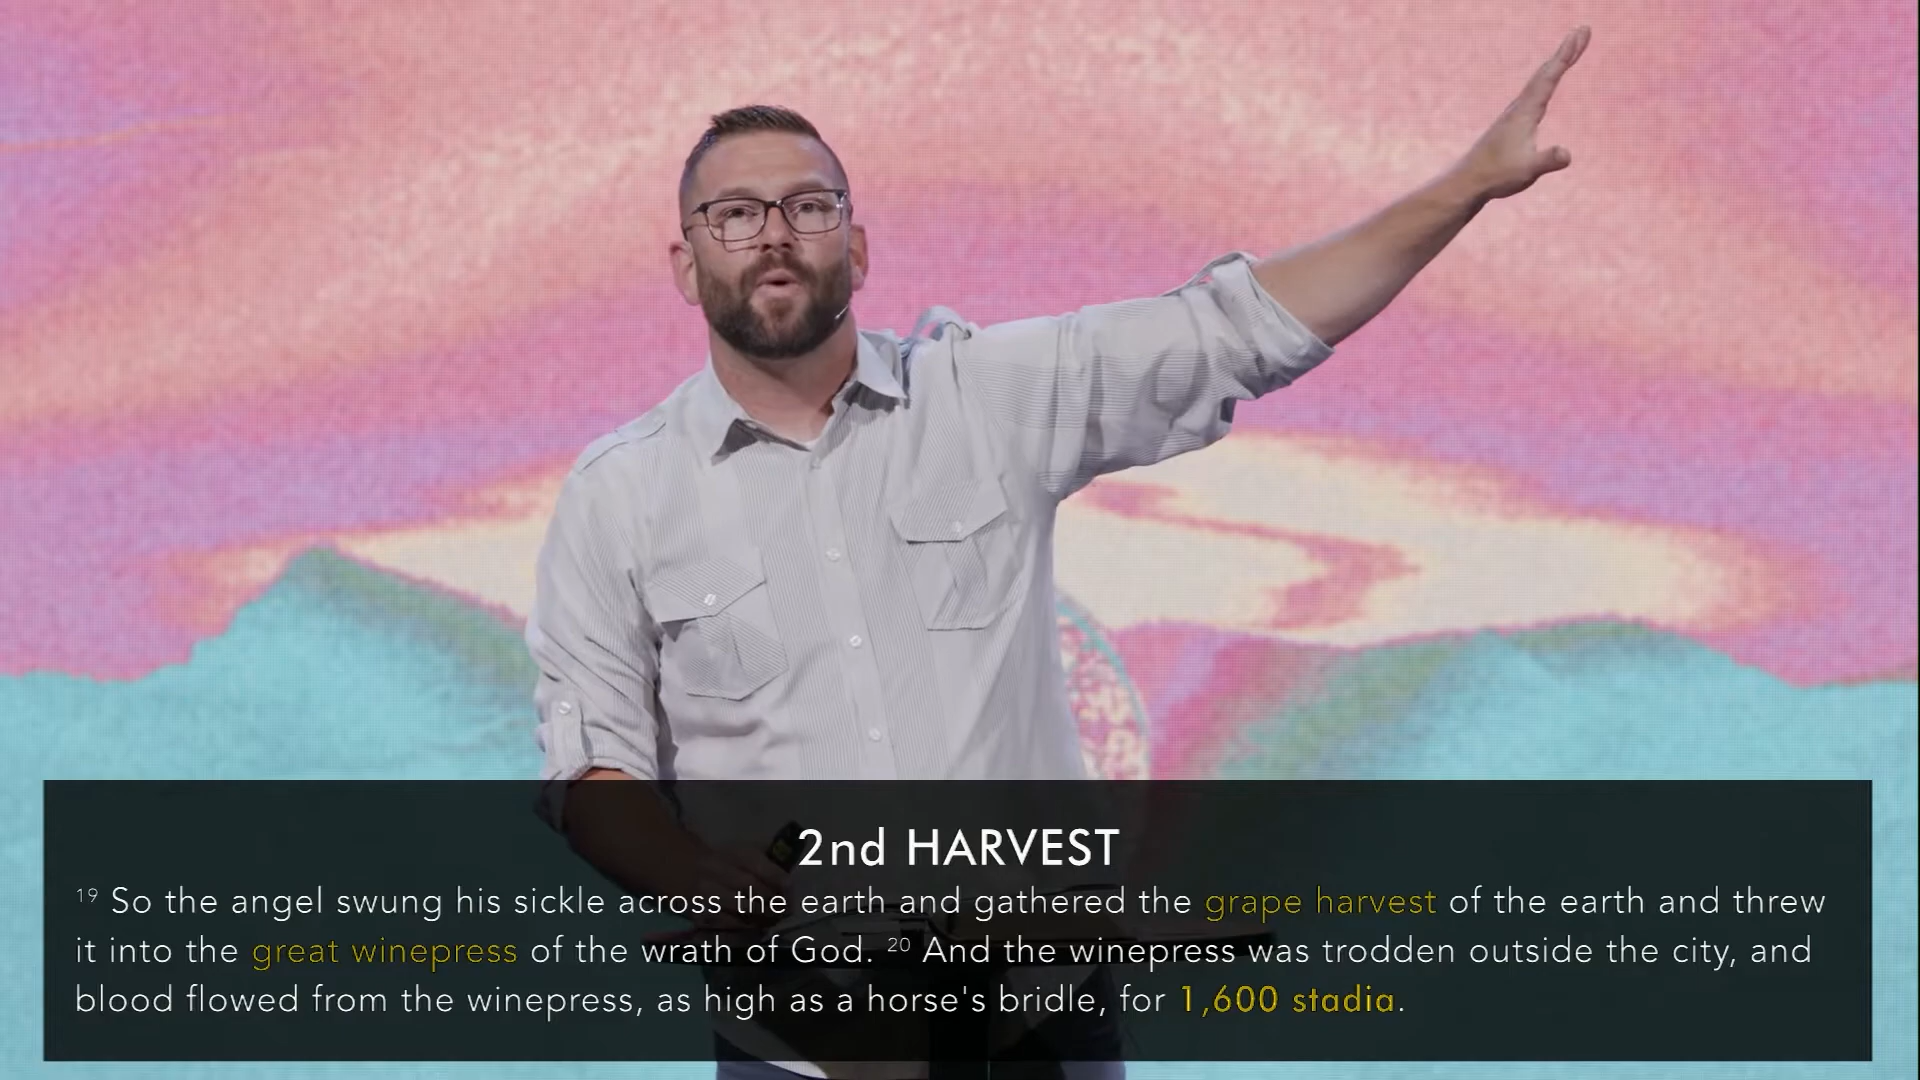 2nd HARVEST
19 So the angel swung his sickle across the earth and gathered the grape harvest of the earth and threw
it into the great winepress of the wrath of God. 20 And the winepress was trodden outside the city, and
blood flowed from the winepress, as high as a horse's bridle, for 1,600 stadia.